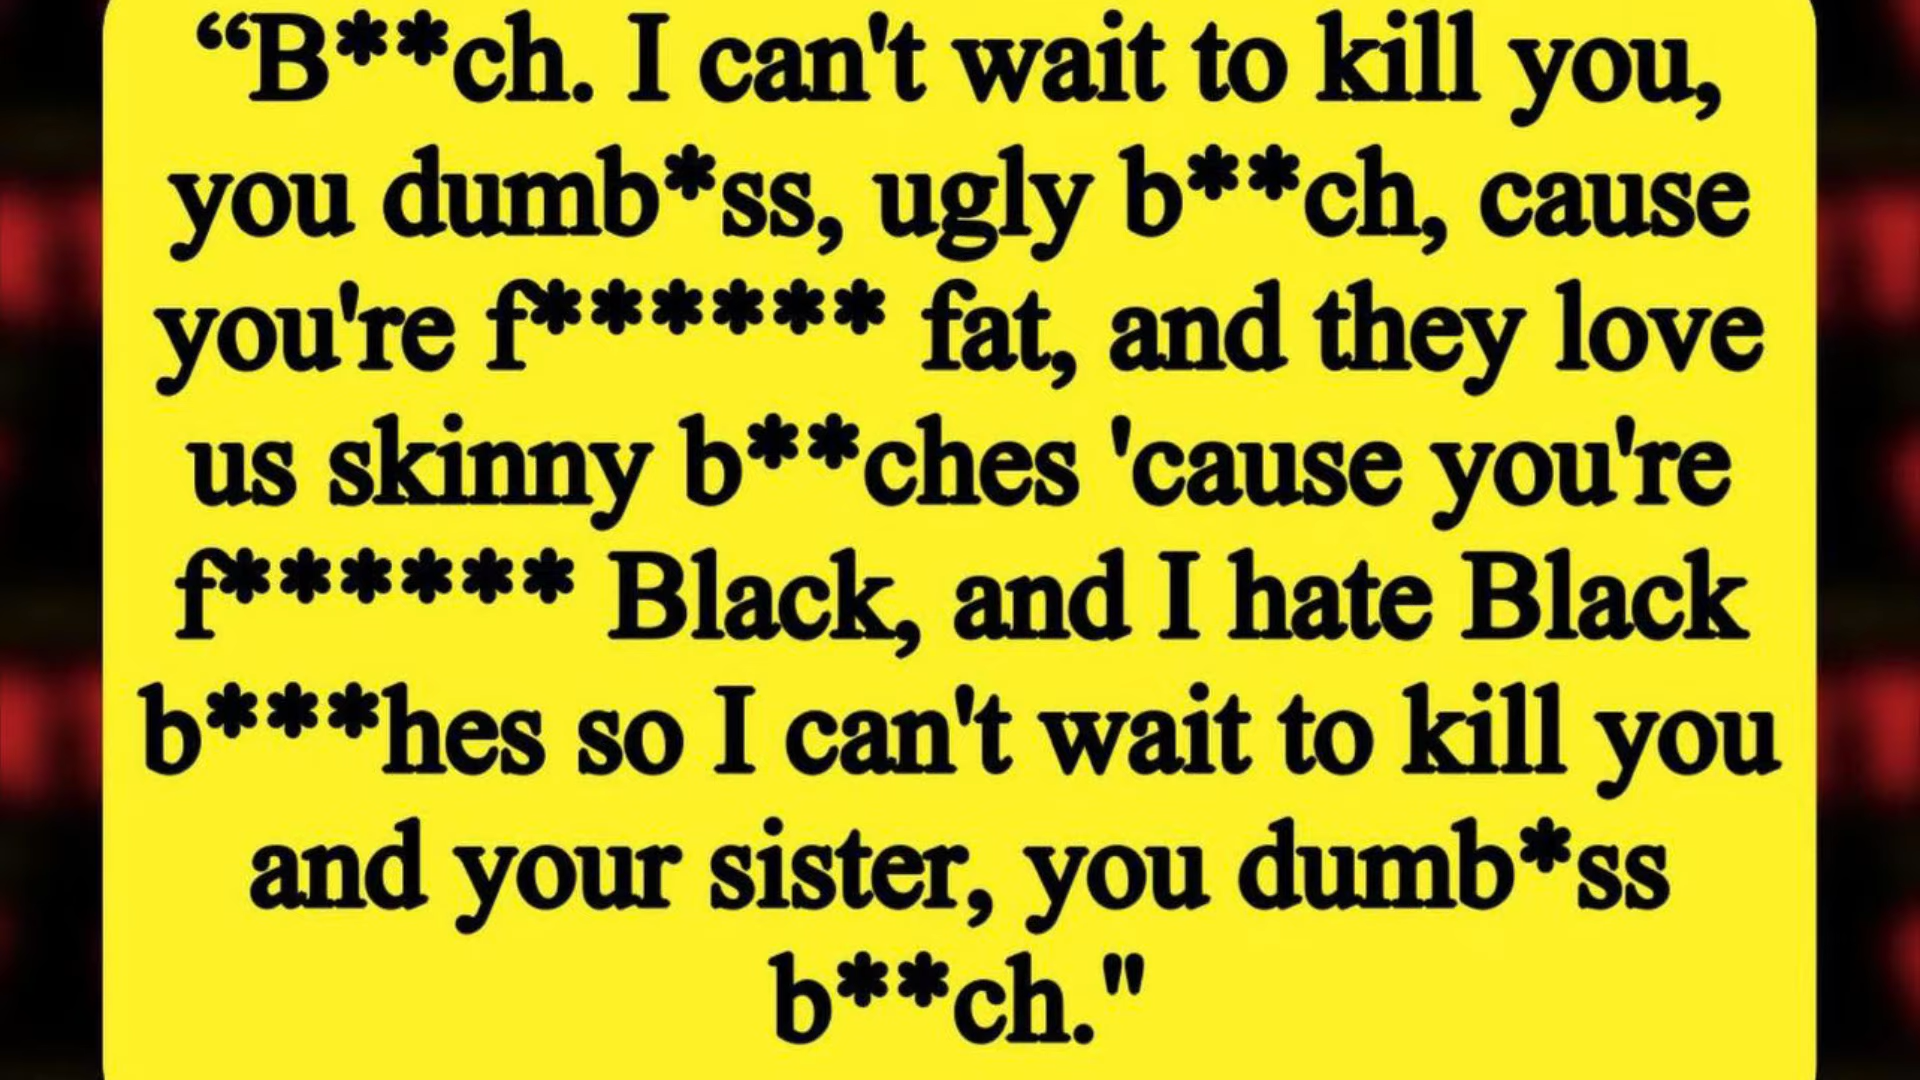 “B**ch. I can't wait to kill you,
you dumb*ss, ugly b**ch, cause
you're f****** fat, and they love
us skinny b**ches 'cause you're
f****** Black, and I hate Black
b***hes so I can't wait to kill you
and your sister, you dumb*ss
b**ch."